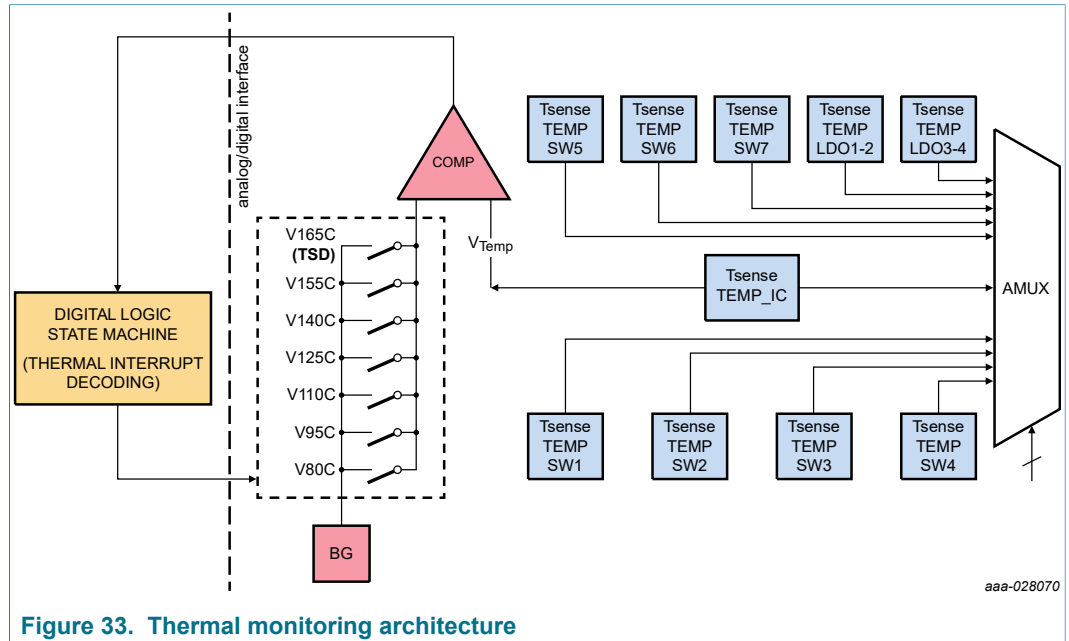 analog/digital interface
COMP
Tsense
TEMP
SW5
Tsense
TEMP
SW6
Tsense
TEMP
SW7
Tsense
TEMP
LDO1-2
Tsense
TEMP
LDO3-4
V165C
(TSD)
V155C
V140C
V125C
V110C
V95C
V80C
VTemp
Tsense
TEMP_IC
AMUX
DIGITAL LOGIC
STATE MACHINE
(THERMAL INTERRUPT
DECODING)
Tsense
TEMP
SW1
Tsense
TEMP
SW2
Tsense
TEMP
SW3
Tsense
TEMP
SW4
BG
aaa-028070
Figure 33. Thermal monitoring architecture